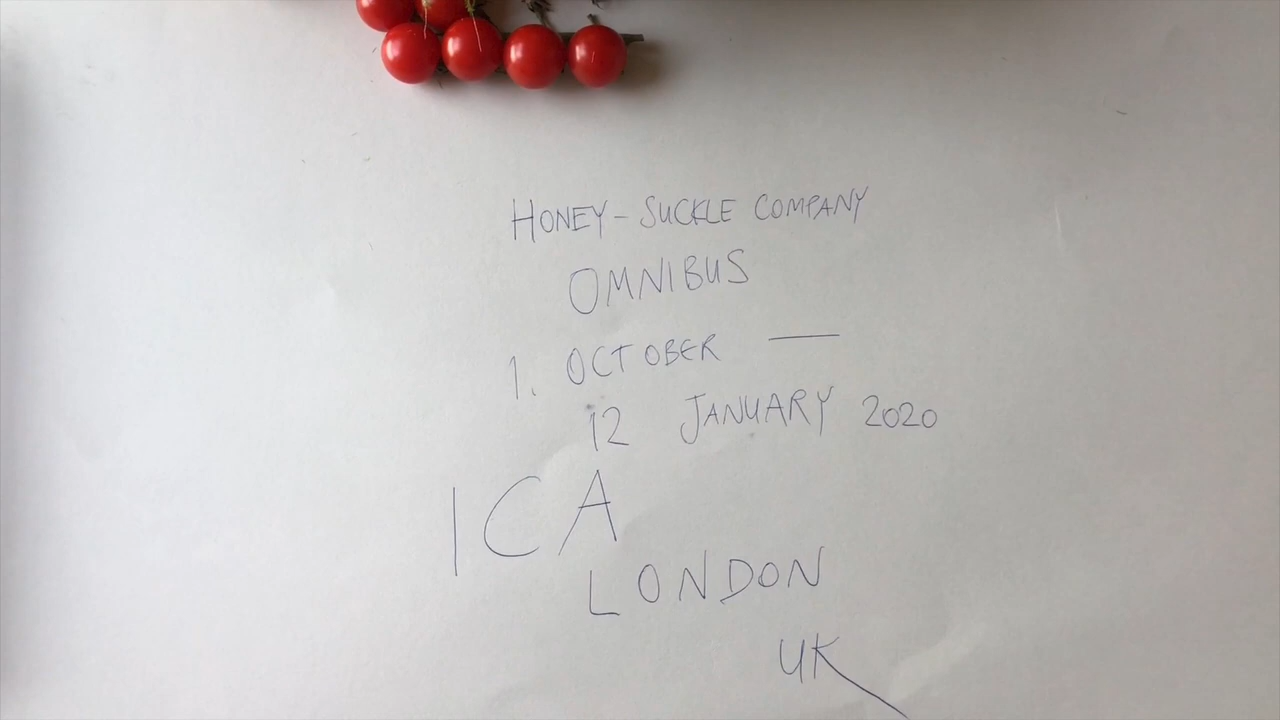 HONEY - SUCKLE COMPANY
OMNIBUS
1. OCTOBER —
12 JANUARY 2020
ICA
LONDON
UK